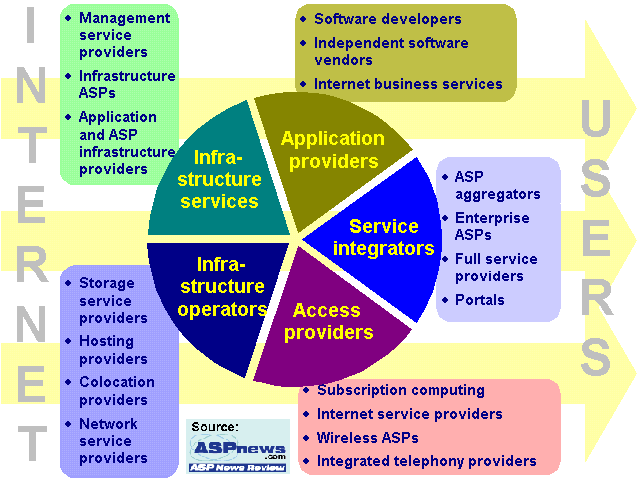 INTERNET
• Management
service
providers
• Infrastructure
ASPs
• Application
and ASP
infrastructure
providers
• Software developers
• Independent software
vendors
• Internet business services
Infra-
structure
services
Application
providers
Service
integrators
Infra-
structure
operators
Access
providers
• ASP
aggregators
• Enterprise
ASPs
• Full service
providers
• Portals
• Storage
service
providers
• Hosting
providers
• Colocation
providers
• Network
service
providers
Source:
ASPnews
.com
ASP News Review
• Subscription computing
• Internet service providers
• Wireless ASPs
• Integrated telephony providers
USERS